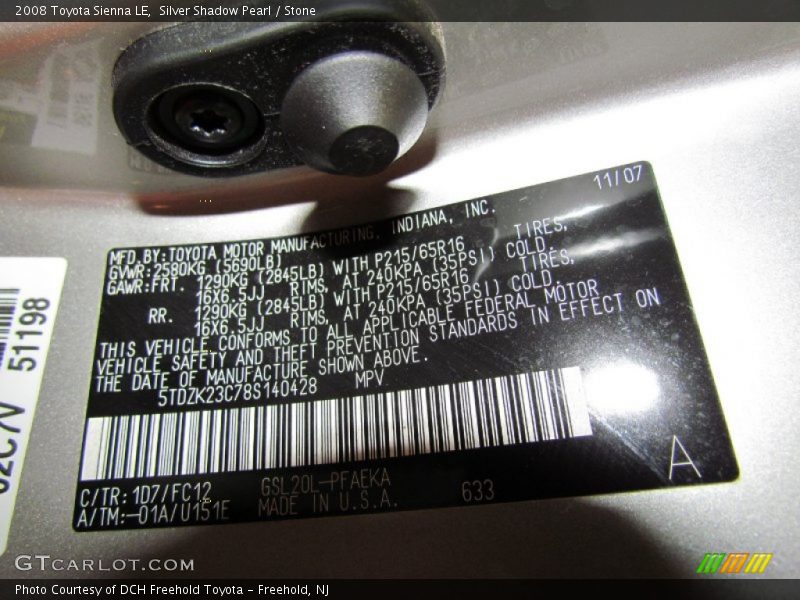 2008 Toyota Sienna LE, Silver Shadow Pearl / Stone
11/07
MFD.BY:TOYOTA MOTOR MANUFACTURING, INDIANA, INC.
GVWR:2580KG (5690LB)
GAWR:FRT. 1290KG (2845LB) WITH P215/65R16 TIRES,
16X6.5JJ RIMS, AT 240KPA (35PSI) COLD.
RR. 1290KG (2845LB) WITH P215/65R16 TIRES,
16X6.5JJ RIMS, AT 240KPA (35PSI) COLD.
THIS VEHICLE CONFORMS TO ALL APPLICABLE FEDERAL MOTOR
VEHICLE SAFETY AND THEFT PREVENTION STANDARDS IN EFFECT ON
THE DATE OF MANUFACTURE SHOWN ABOVE.
5TDZK23C78S140428 MPV
51198
C/TR: 1D7/FC12 GSL20L-PFAEKA 633 A
A/TM:-01A/U151E MADE IN U.S.A.
GTCARLOT.COM
Photo Courtesy of DCH Freehold Toyota - Freehold, NJ